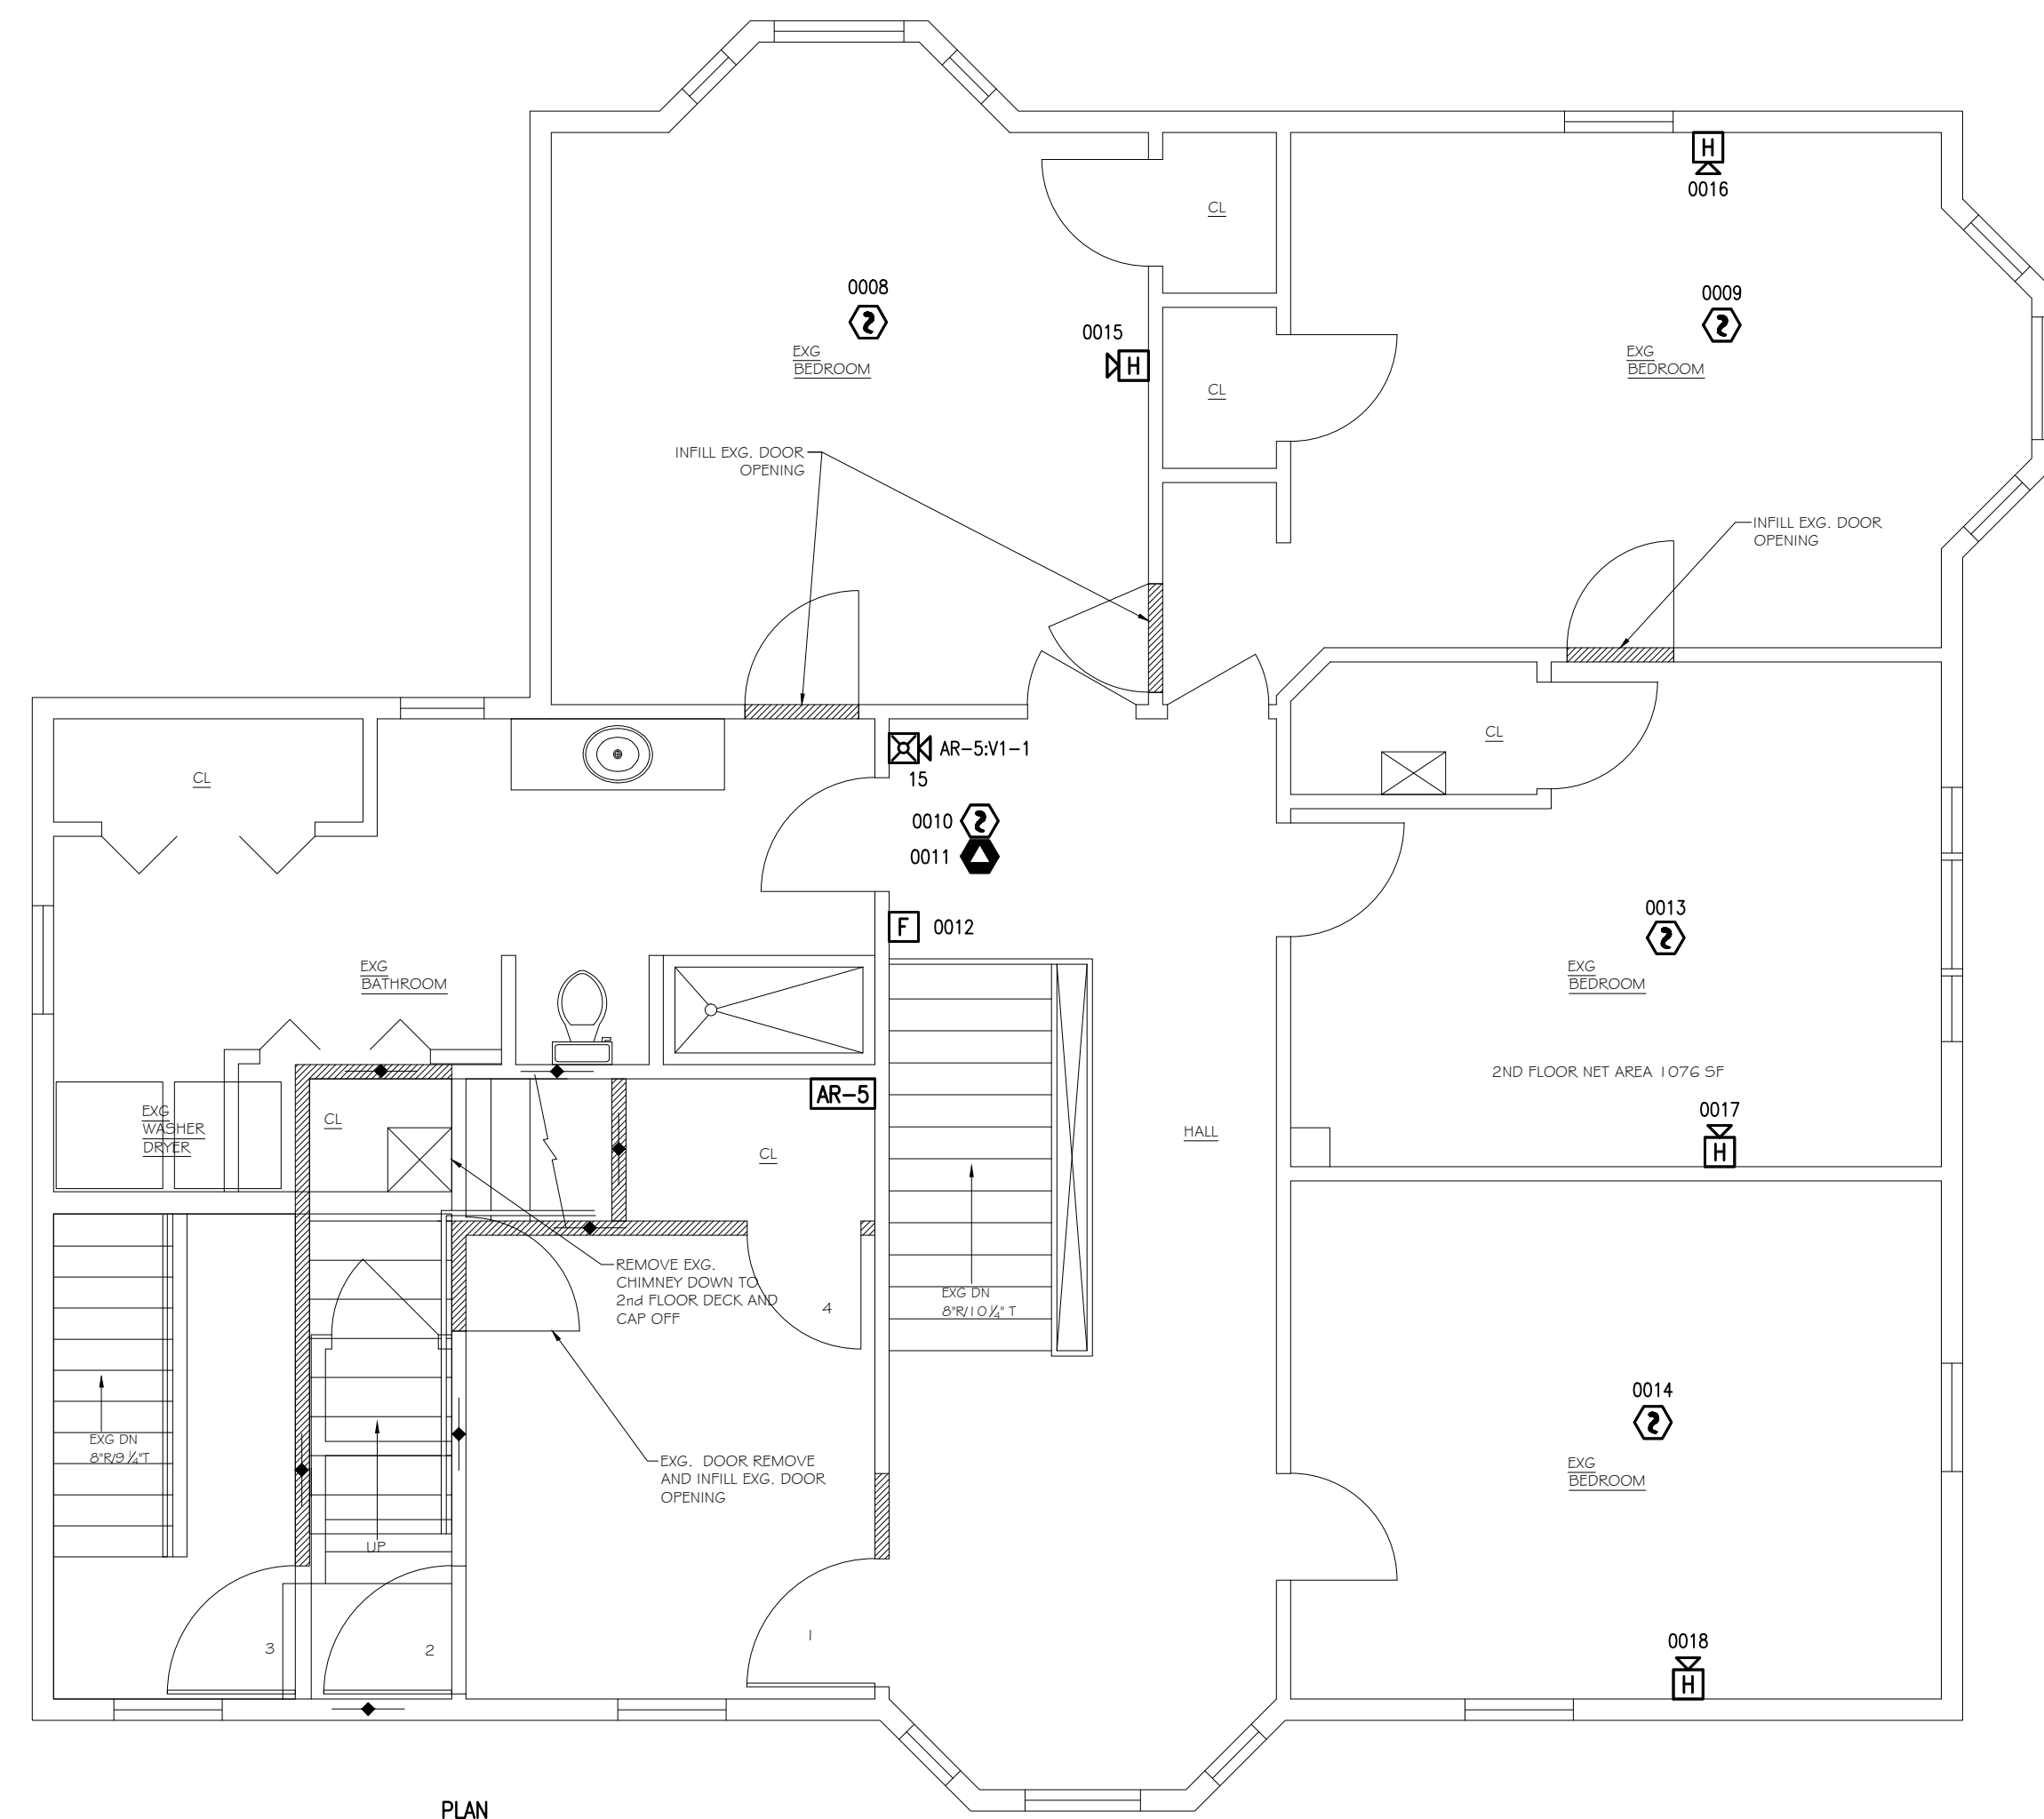 H
0016
CL
0008
EXG
BEDROOM
0015
H
CL
0009
EXG
BEDROOM
INFILL EXG. DOOR
OPENING
INFILL EXG. DOOR
OPENING
CL
CL
AR-5:V1-1
15
0010
0011
F 0012
0013
EXG
BEDROOM
EXG
BATHROOM
2ND FLOOR NET AREA 1076 SF
AR-5
EXG
WASHER
DRYER
CL
CL
HALL
0017
H
REMOVE EXG.
CHIMNEY DOWN TO
2nd FLOOR DECK AND
CAP OFF
4
EXG DN
8"R/10¼" T
0014
EXG
BEDROOM
EXG DN
8"R/9¼"T
EXG. DOOR REMOVE
AND INFILL EXG. DOOR
OPENING
UP
3
2
1
0018
H
PLAN